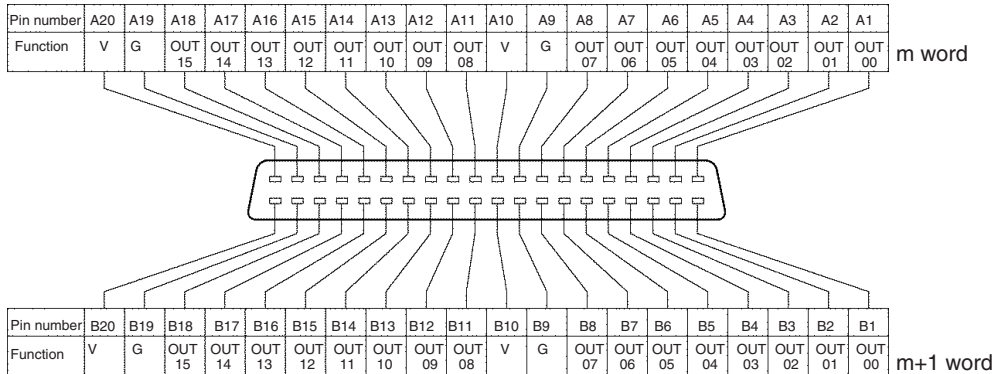 Pin number A20 A19 A18 A17 A16 A15 A14 A13 A12 A11 A10 A9 A8 A7 A6 A5 A4 A3 A2 A1
Function V G OUT 15 OUT 14 OUT 13 OUT 12 OUT 11 OUT 10 OUT 09 OUT 08 V G OUT 07 OUT 06 OUT 05 OUT 04 OUT 03 OUT 02 OUT 01 OUT 00
m word
Pin number B20 B19 B18 B17 B16 B15 B14 B13 B12 B11 B10 B9 B8 B7 B6 B5 B4 B3 B2 B1
Function V G OUT 15 OUT 14 OUT 13 OUT 12 OUT 11 OUT 10 OUT 09 OUT 08 V G OUT 07 OUT 06 OUT 05 OUT 04 OUT 03 OUT 02 OUT 01 OUT 00
m+1 word